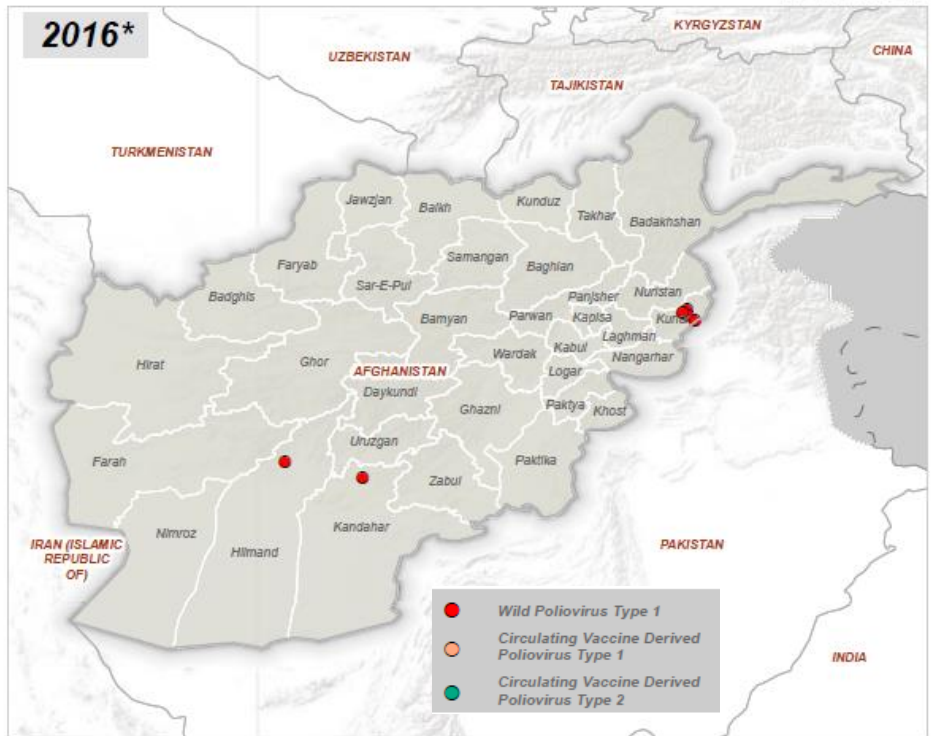 2016*
KYRGYZSTAN
UZBEKISTAN
CHINA
TAJIKISTAN
TURKMENISTAN
Jawzjan
Balkh
Kunduz
Takhar
Badakhshan
Faryab
Samangan
Baghlan
Sar-E-Pul
Badghis
Nuristan
Panjsher
Bamyan
Parwan
Kapisa
Kuna
Laghman
Hirat
Ghor
Wardak
Kabul
Nangarhar
AFGHANISTAN
Logar
Daykundi
Ghazni
Paktya
Khost
Uruzgan
Farah
Paktika
Zabul
Kandahar
Nimroz
Hilmand
IRAN (ISLAMIC
REPUBLIC
OF)
PAKISTAN
INDIA
Wild Poliovirus Type 1
Circulating Vaccine Derived
Poliovirus Type 1
Circulating Vaccine Derived
Poliovirus Type 2